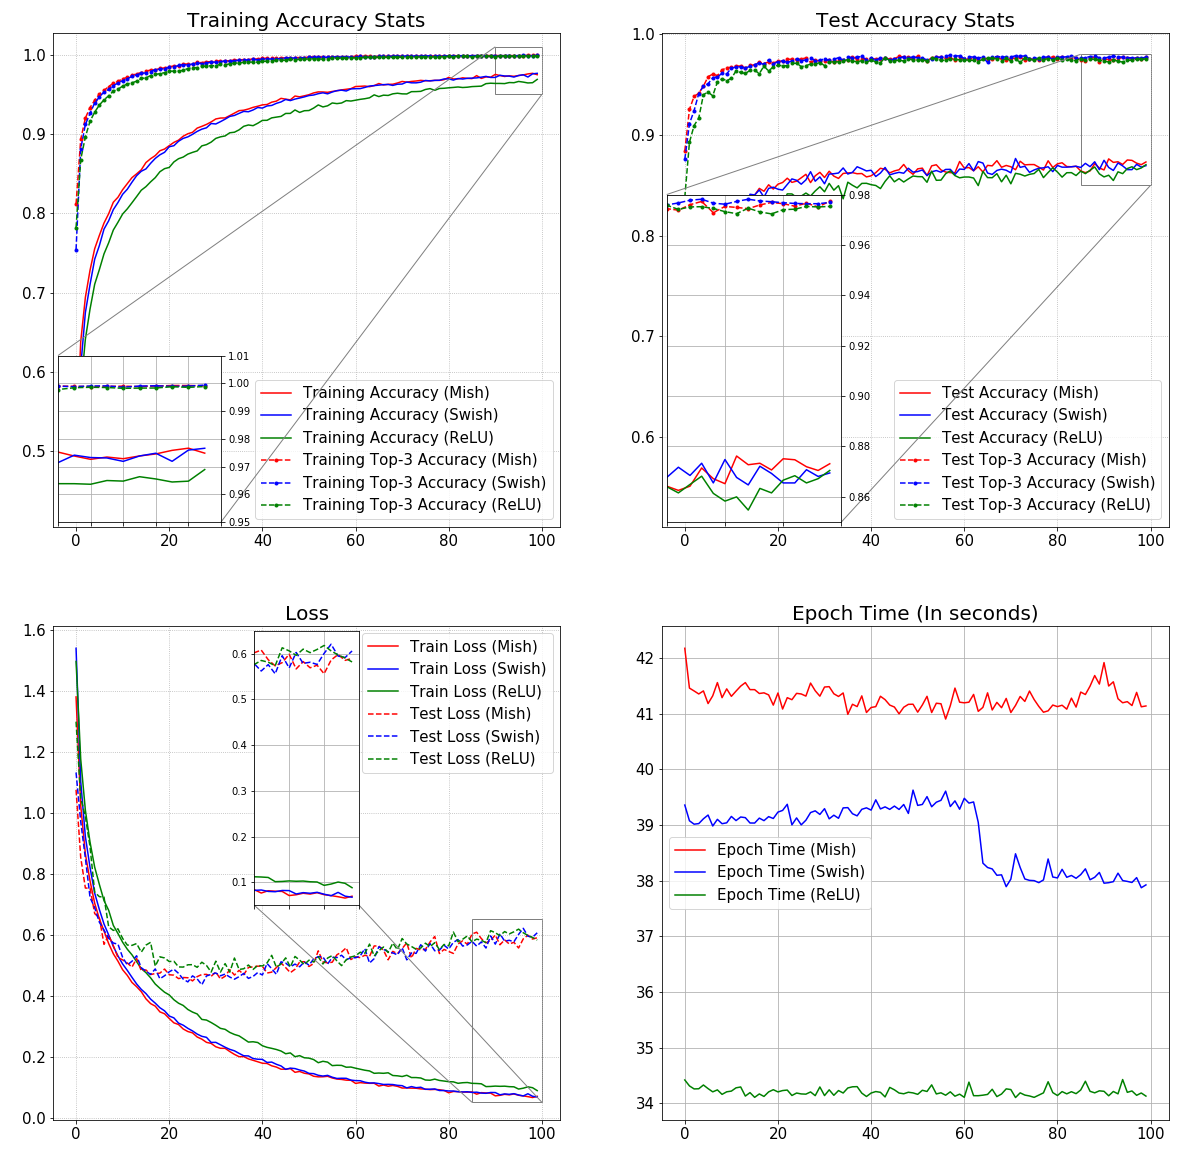 Training Accuracy Stats
1.0
0.9
0.8
0.7
0.6
0.5
0
20
40
60
80
100
1.01
1.00
0.99
0.98
0.97
0.96
0.95
Training Accuracy (Mish)
Training Accuracy (Swish)
Training Accuracy (ReLU)
Training Top-3 Accuracy (Mish)
Training Top-3 Accuracy (Swish)
Training Top-3 Accuracy (ReLU)
Test Accuracy Stats
1.0
0.9
0.8
0.7
0.6
0
20
40
60
80
100
0.98
0.96
0.94
0.92
0.90
0.88
0.86
Test Accuracy (Mish)
Test Accuracy (Swish)
Test Accuracy (ReLU)
Test Top-3 Accuracy (Mish)
Test Top-3 Accuracy (Swish)
Test Top-3 Accuracy (ReLU)
Loss
1.6
1.4
1.2
1.0
0.8
0.6
0.4
0.2
0.0
0
20
40
60
80
100
0.6
0.5
0.4
0.3
0.2
0.1
Train Loss (Mish)
Train Loss (Swish)
Train Loss (ReLU)
Test Loss (Mish)
Test Loss (Swish)
Test Loss (ReLU)
Epoch Time (In seconds)
42
41
40
39
38
37
36
35
34
0
20
40
60
80
100
Epoch Time (Mish)
Epoch Time (Swish)
Epoch Time (ReLU)